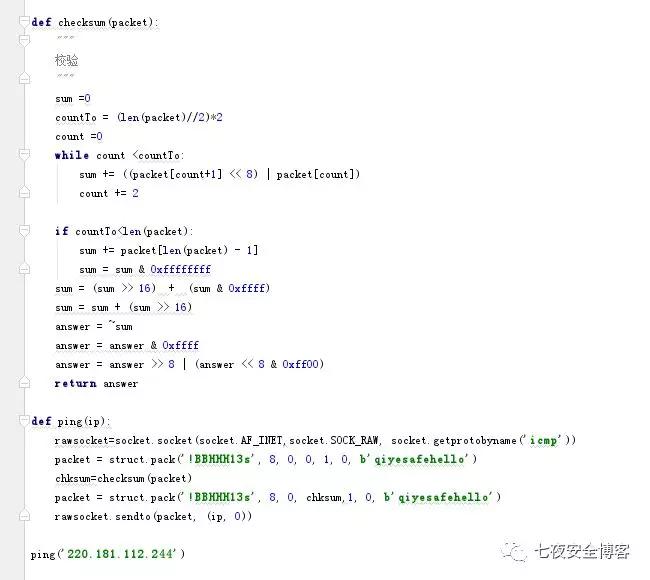 def checksum(packet):
"""
校验
"""
sum =0
countTo = (len(packet)//2)*2
count =0
while count <countTo:
sum += ((packet[count+1] << 8) | packet[count])
count += 2
if countTo<len(packet):
sum += packet[len(packet) - 1]
sum = sum & 0xffffffff
sum = (sum >> 16) + (sum & 0xffff)
sum = sum + (sum >> 16)
answer = ~sum
answer = answer & 0xffff
answer = answer >> 8 | (answer << 8 & 0xff00)
return answer
def ping(ip):
rawsocket=socket.socket(socket.AF_INET,socket.SOCK_RAW, socket.getprotobyname('icmp'))
packet = struct.pack('!BBHHH13s', 8, 0, 0, 1, 0, b'qiyesafehello')
chksum=checksum(packet)
packet = struct.pack('!BBHHH13s', 8, 0, chksum,1, 0, b'qiyesafehello')
rawsocket.sendto(packet, (ip, 0))
ping('220.181.112.244')
七夜安全博客